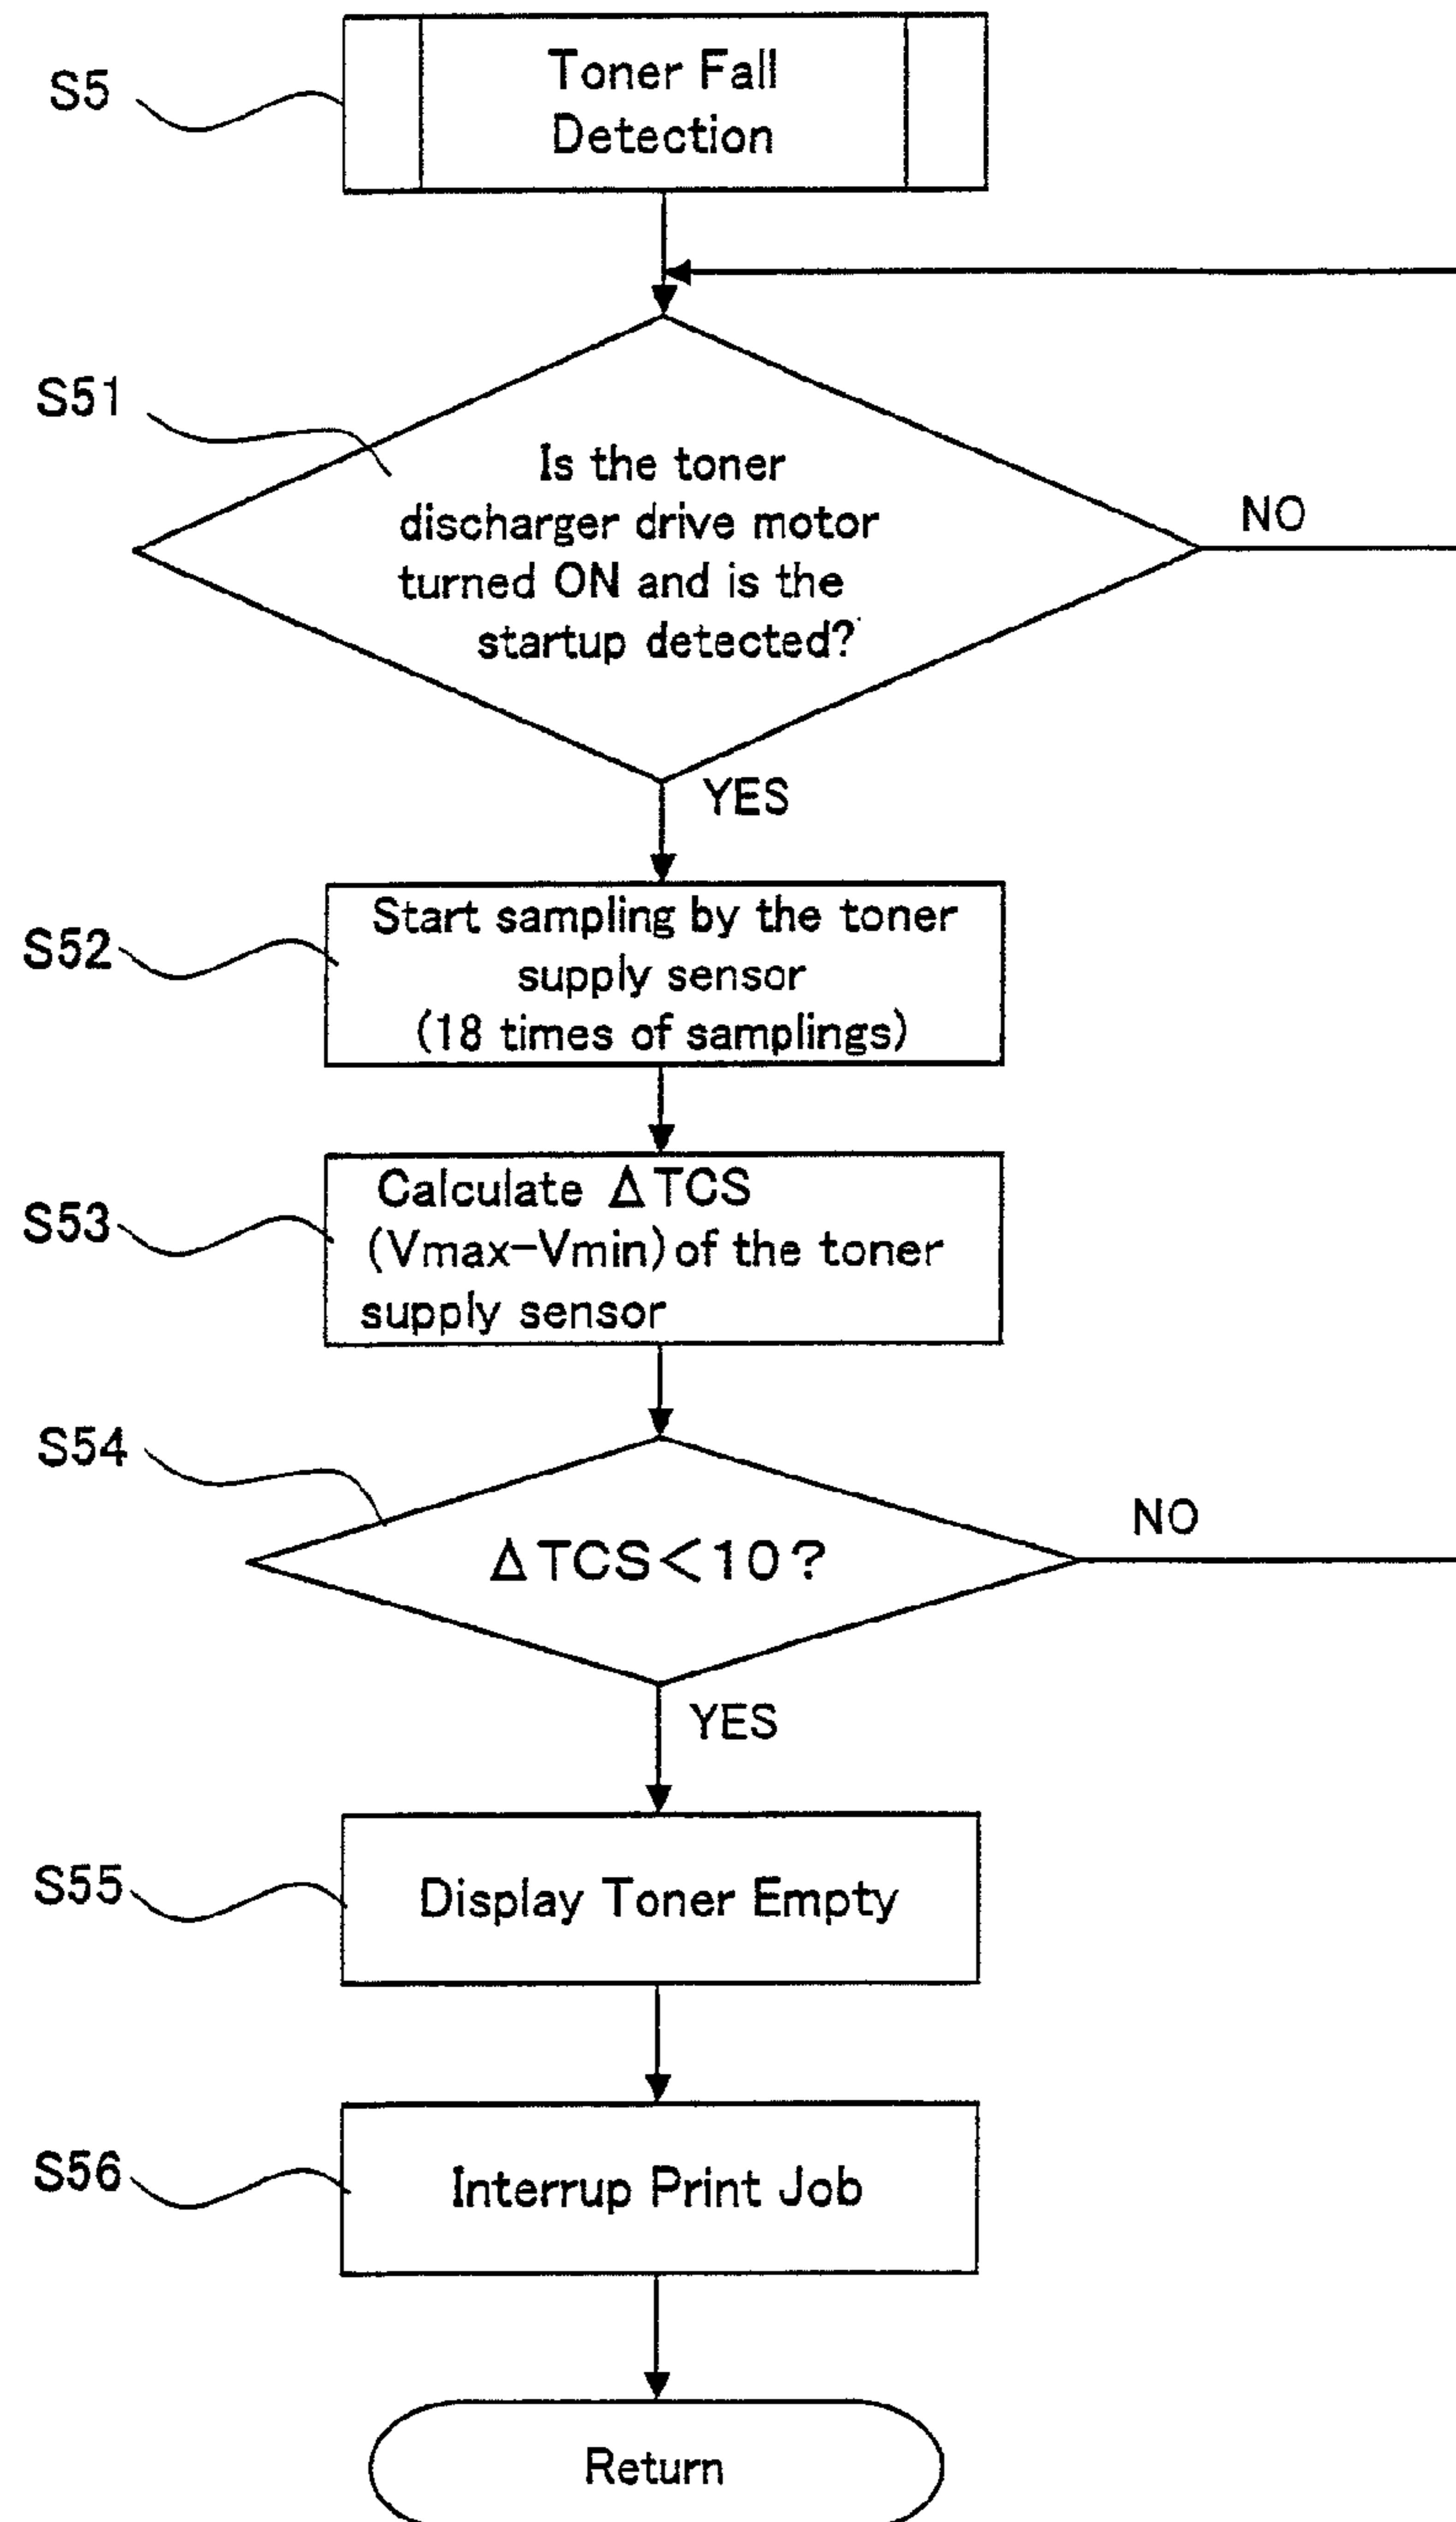 S5
Toner Fall
Detection
S51
Is the toner
discharger drive motor
turned ON and is the
startup detected?
NO
YES
S52
Start sampling by the toner
supply sensor
(18 times of samplings)
S53
Calculate ΔTCS
(Vmax-Vmin) of the toner
supply sensor
S54
ΔTCS<10?
NO
YES
S55
Display Toner Empty
S56
Interrup Print Job
Return